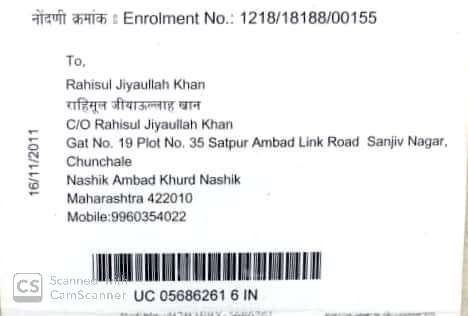 नोंदणी क्रमांक : Enrolment No.: 1218/18188/00155
To,
Rahisul Jiyaullah Khan
राहिसूल जीयाऊल्लाह खान
C/O Rahisul Jiyaullah Khan
Gat No. 19 Plot No. 35 Satpur Ambad Link Road Sanjiv Nagar,
Chunchale
Nashik Ambad Khurd Nashik
Maharashtra 422010
Mobile:9960354022
16/11/2011
UC 05686261 6 IN
CS Scanned with
CamScanner